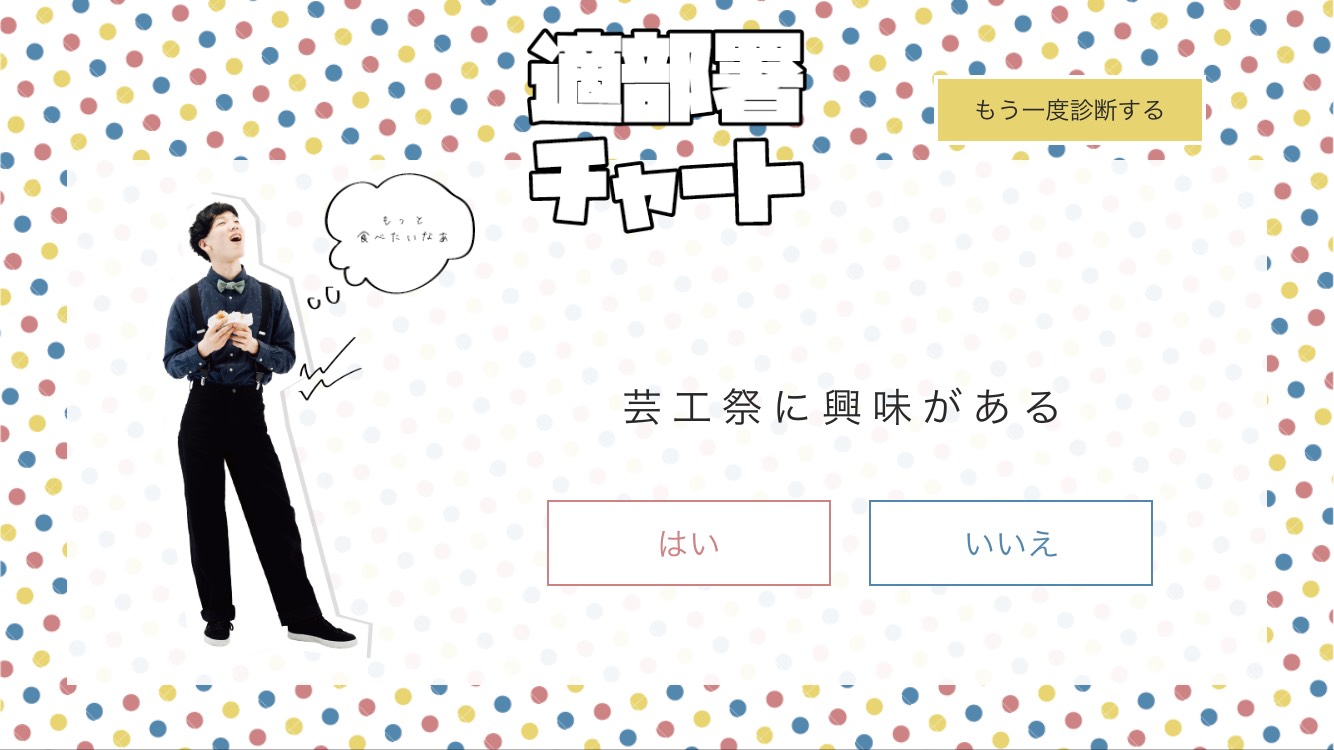 適部署
チャート
もう一度診断する
もっと
食べたいなあ
芸工祭に興味がある
はい
いいえ